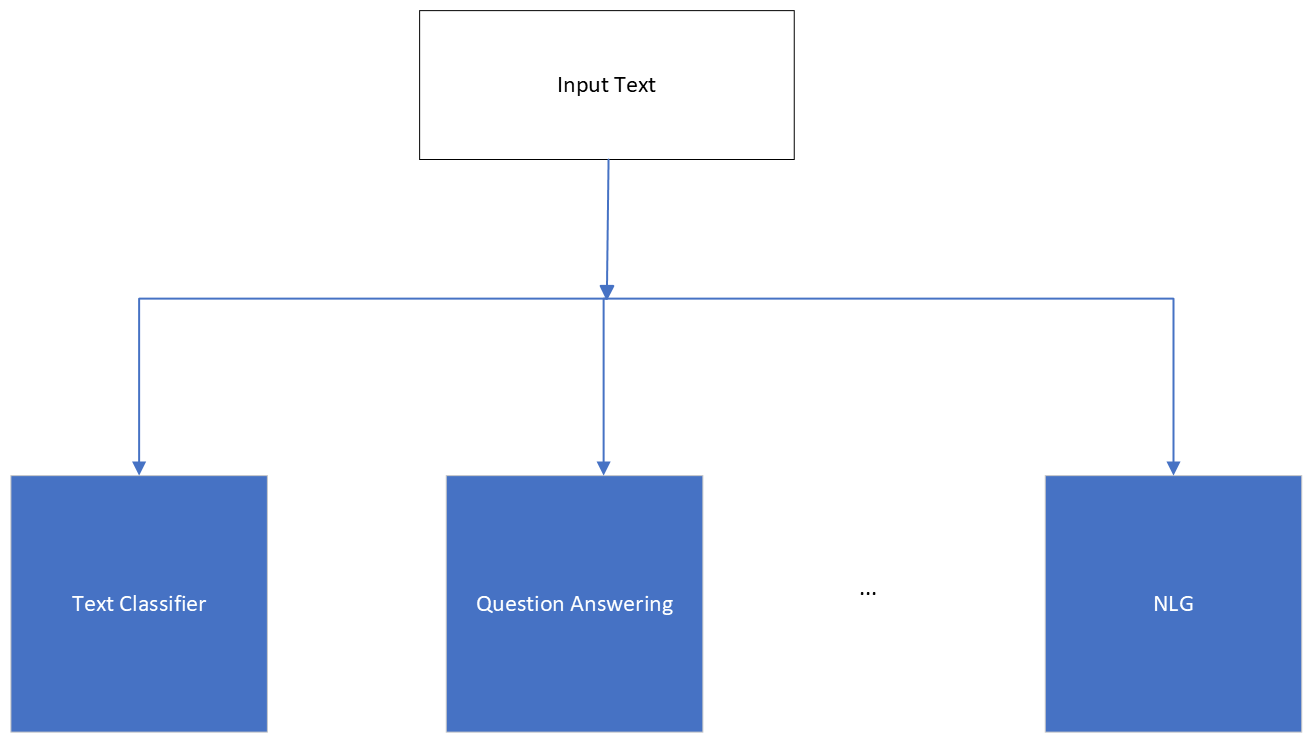 Input Text
Text Classifier
Question Answering
...
NLG